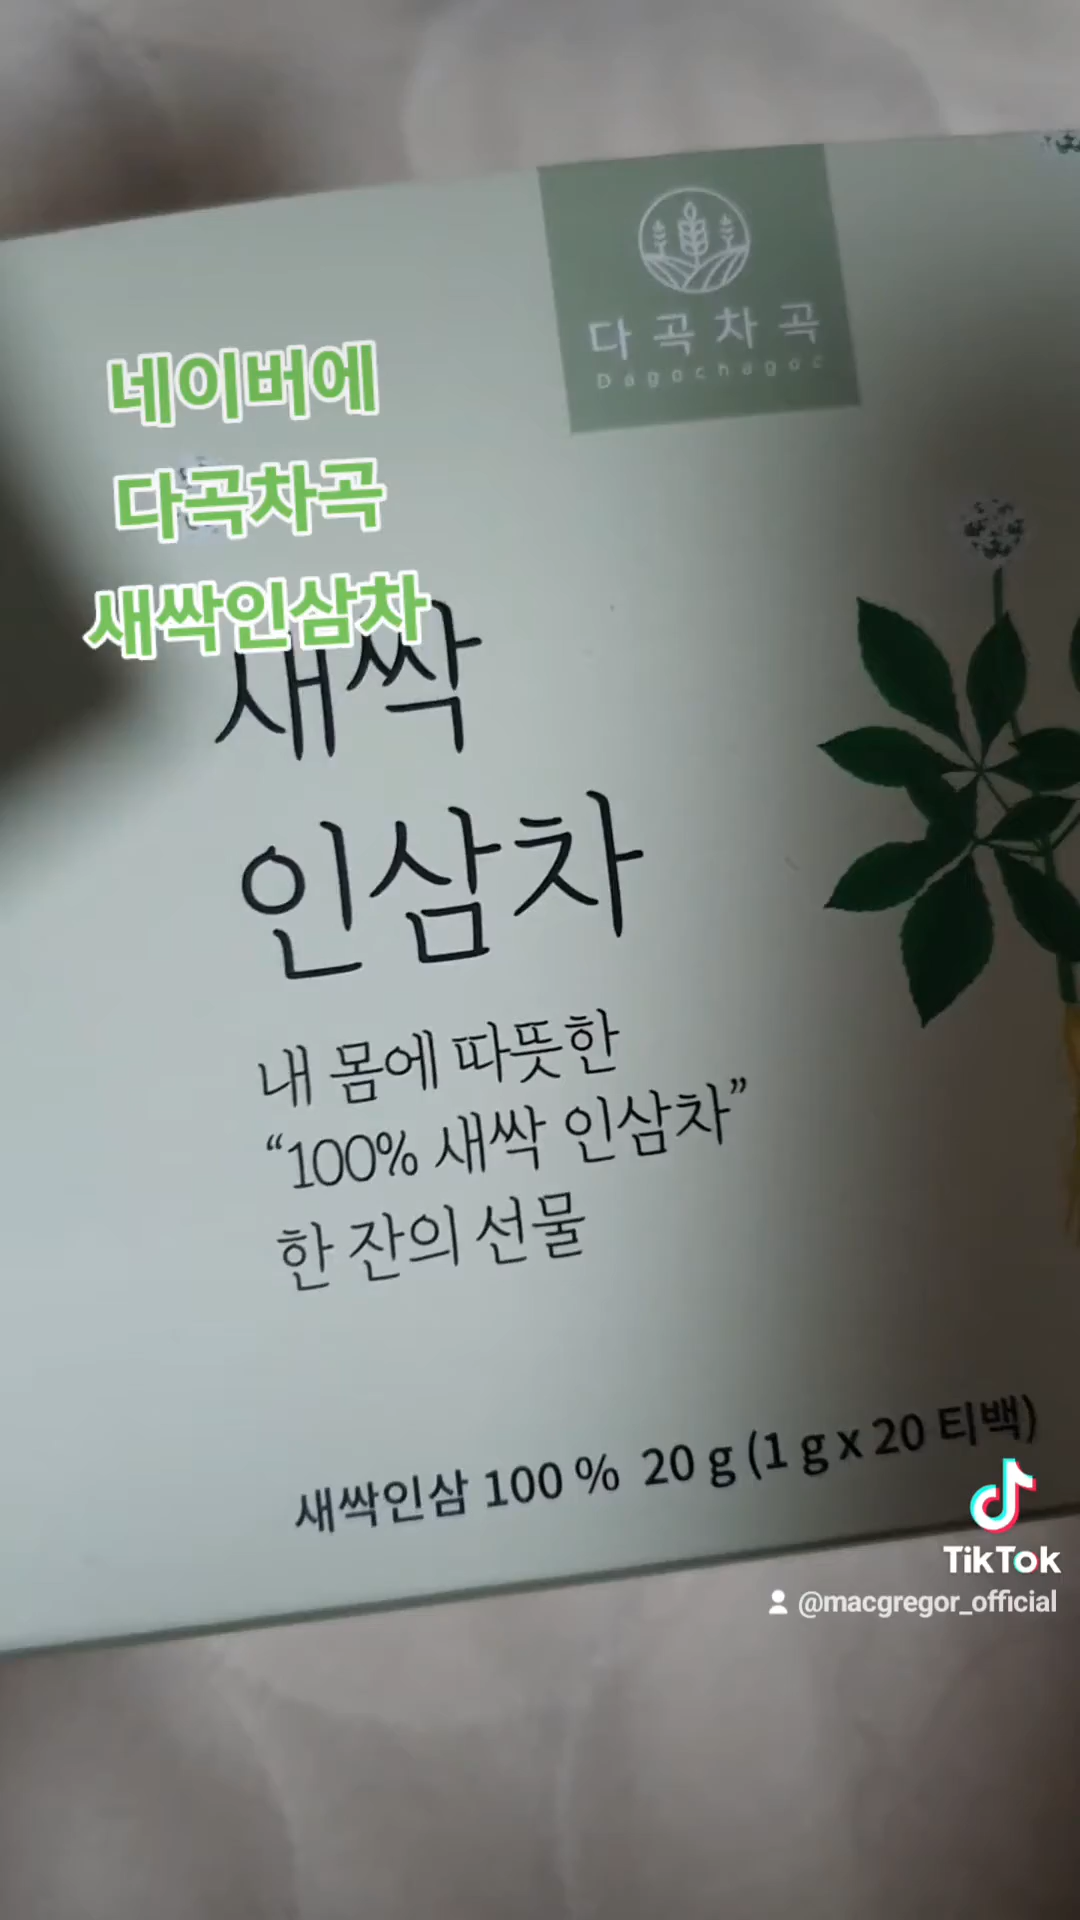 다곡차곡
Dagochagoc
네이버에
다곡차곡
새싹인삼차
새싹
인삼차
내 몸에 따뜻한
“100% 새싹 인삼차”
한 잔의 선물
새싹인삼 100 % 20 g (1 g x 20 티백)
TikTok
@macgregor_official